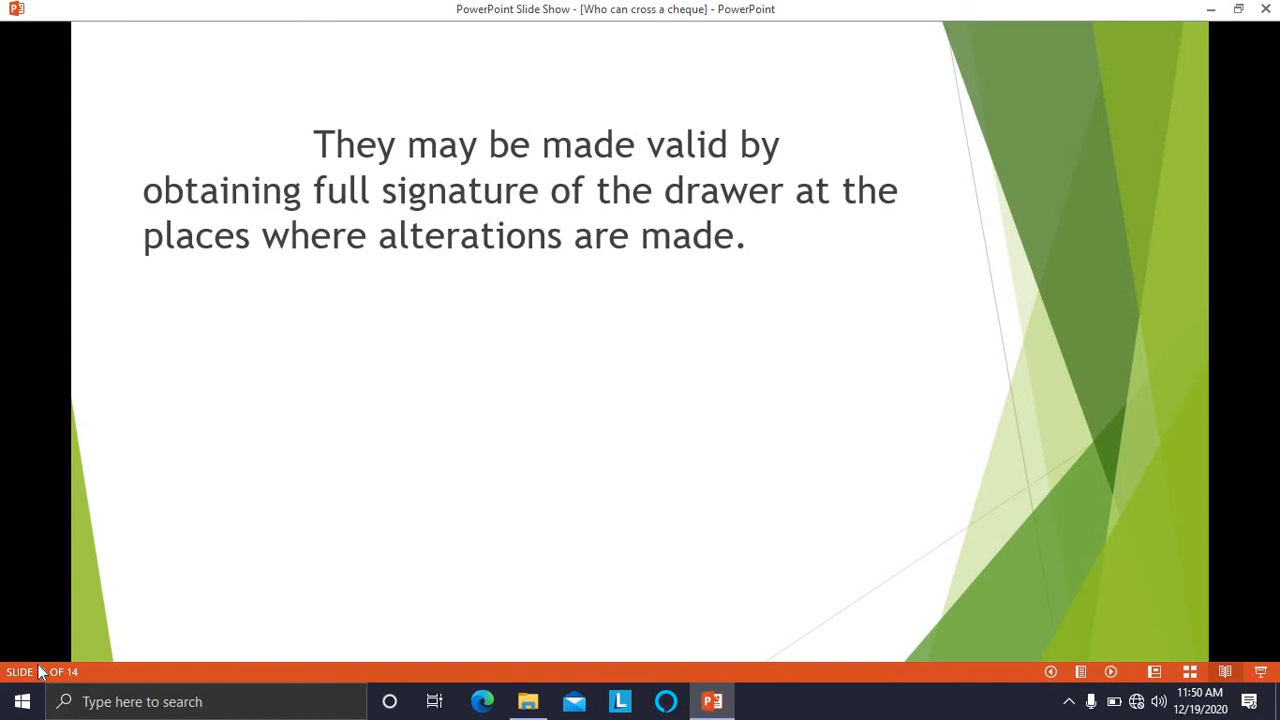 PowerPoint Slide Show - [Who can cross a cheque] - PowerPoint
They may be made valid by
obtaining full signature of the drawer at the
places where alterations are made.
SLIDE OF 14
Type here to search
L
11:50 AM
12/19/2020